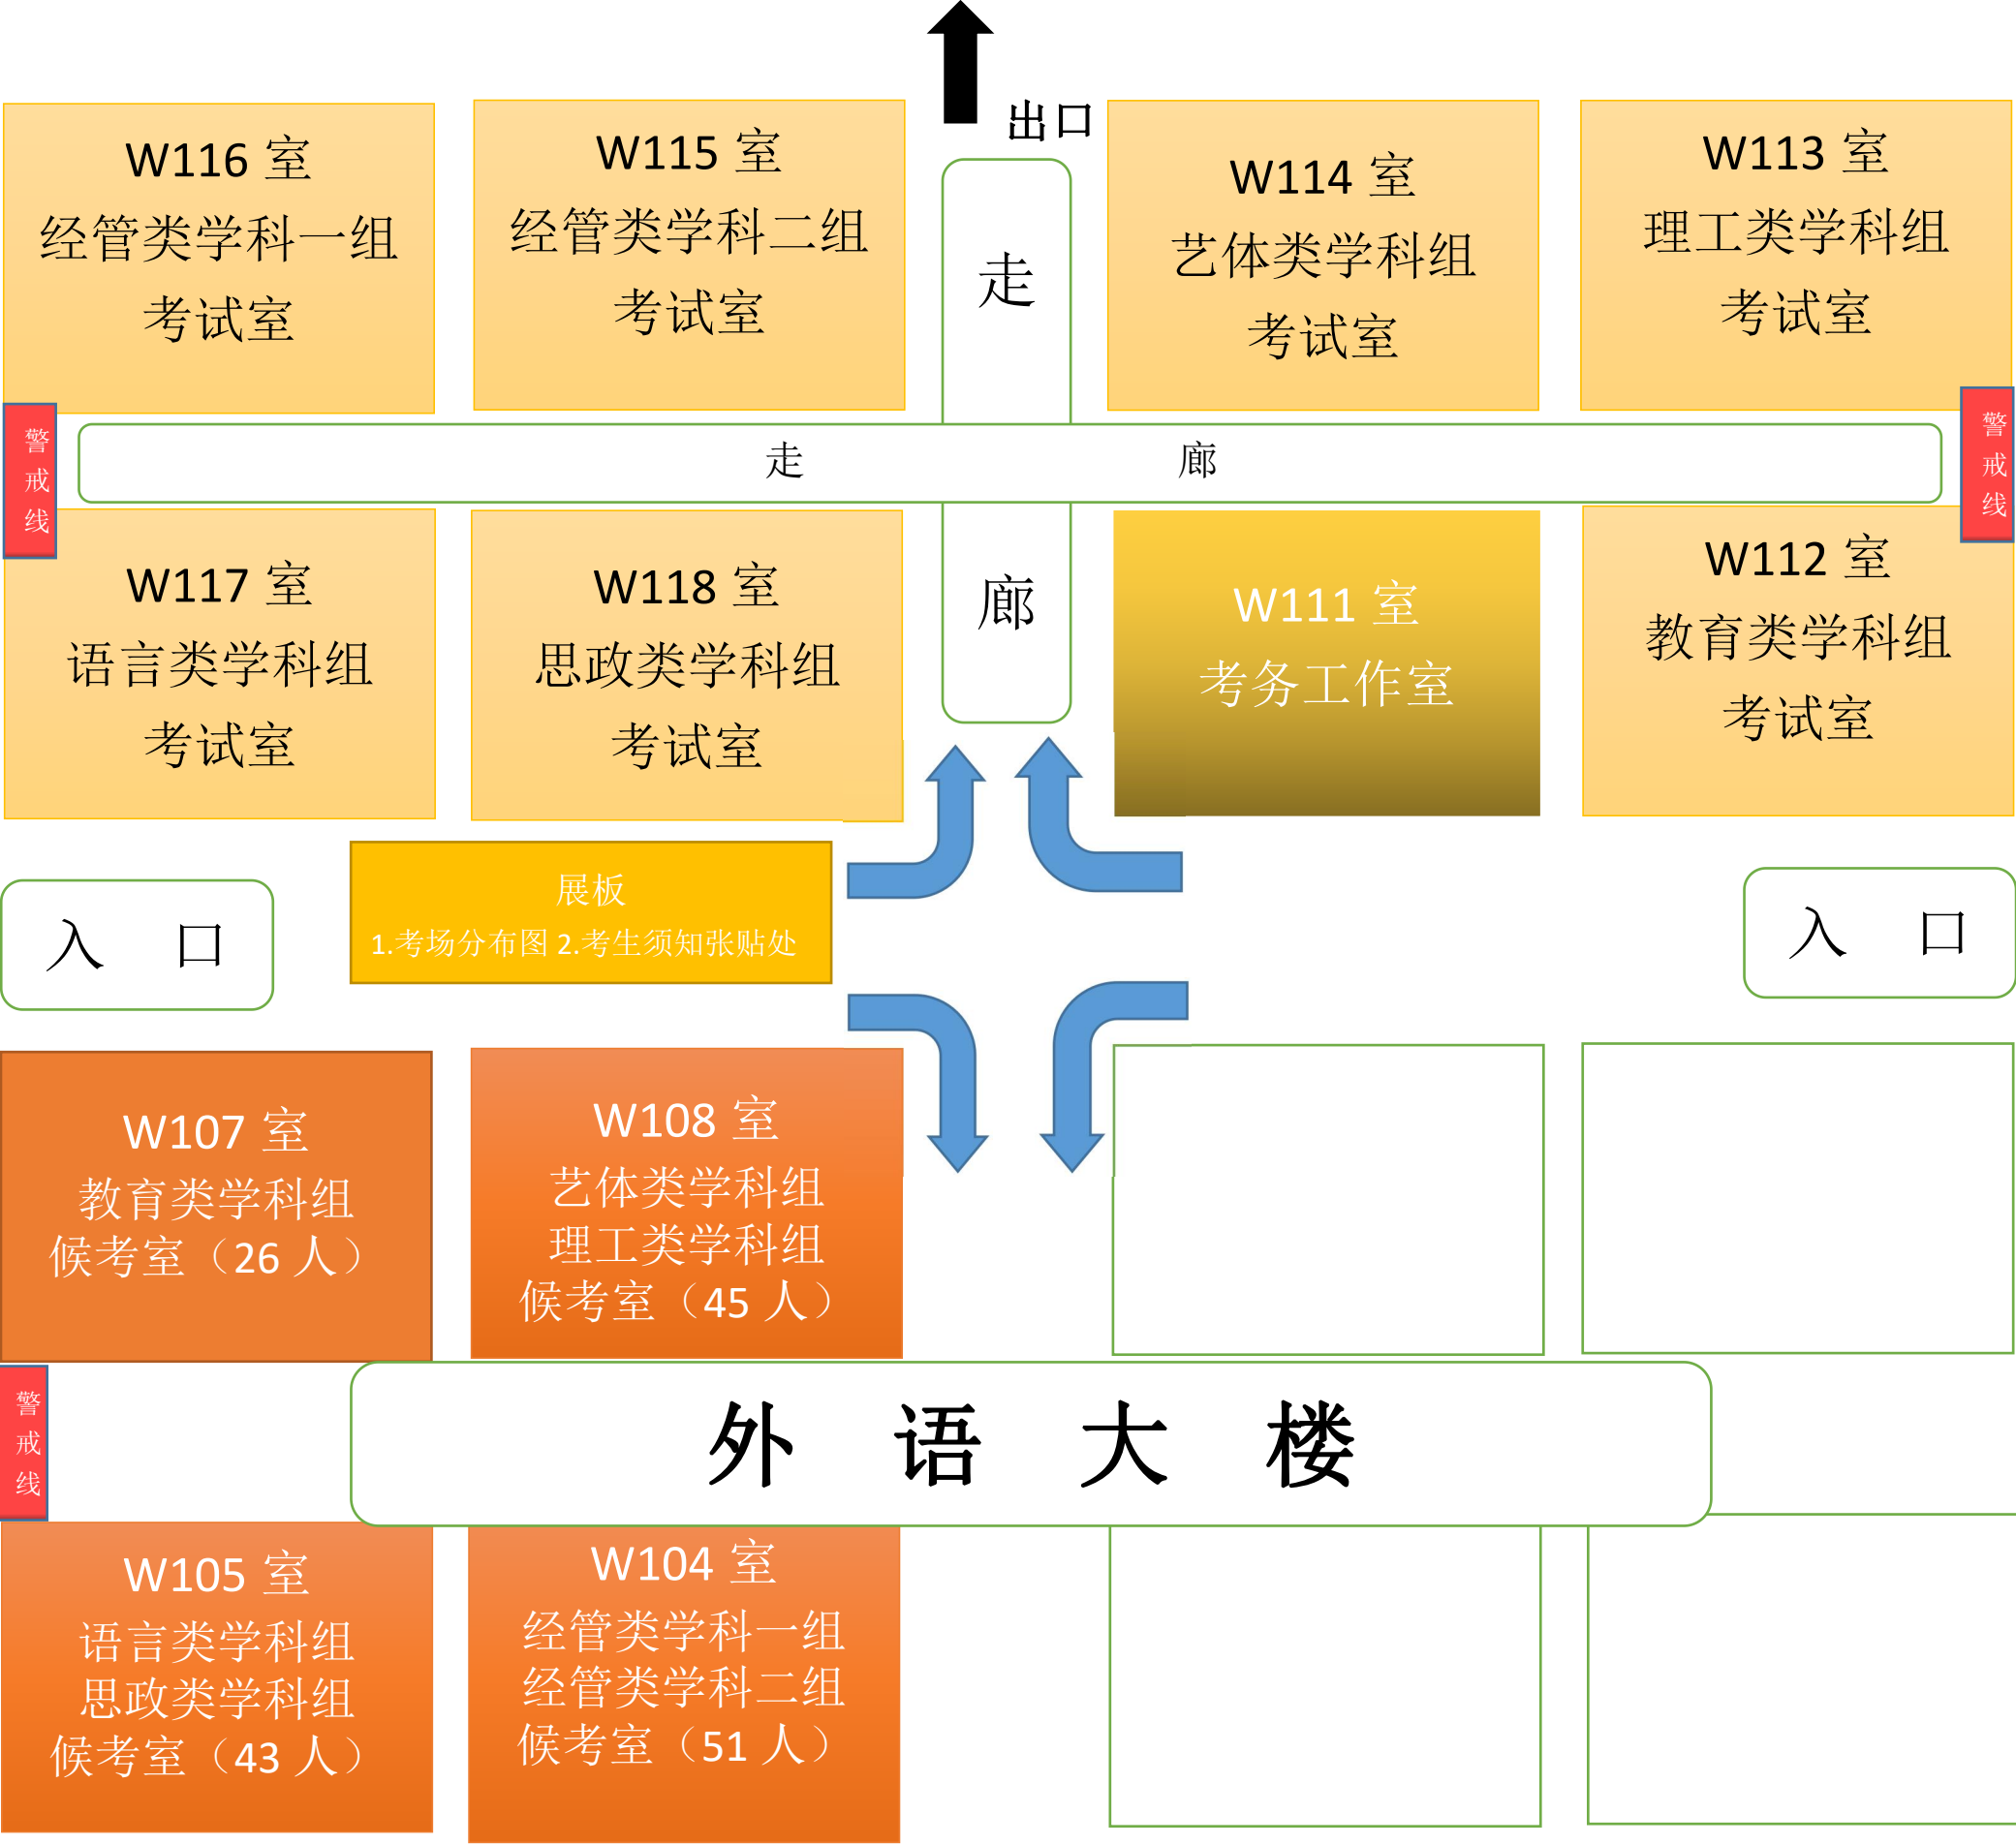 出口
W116 室
经管类学科一组
考试室
W115 室
经管类学科二组
考试室
W114 室
艺体类学科组
考试室
W113 室
理工类学科组
考试室
走
廊
走 廊
警
戒
线
警
戒
线
W117 室
语言类学科组
考试室
W118 室
思政类学科组
考试室
W111 室
考务工作室
W112 室
教育类学科组
考试室
入 口
展板
1.考场分布图 2.考生须知张贴处
入 口
W107 室
教育类学科组
候考室（26 人）
W108 室
艺体类学科组
理工类学科组
候考室（45 人）
警
戒
线
外 语 大 楼
W105 室
语言类学科组
思政类学科组
候考室（43 人）
W104 室
经管类学科一组
经管类学科二组
候考室（51 人）